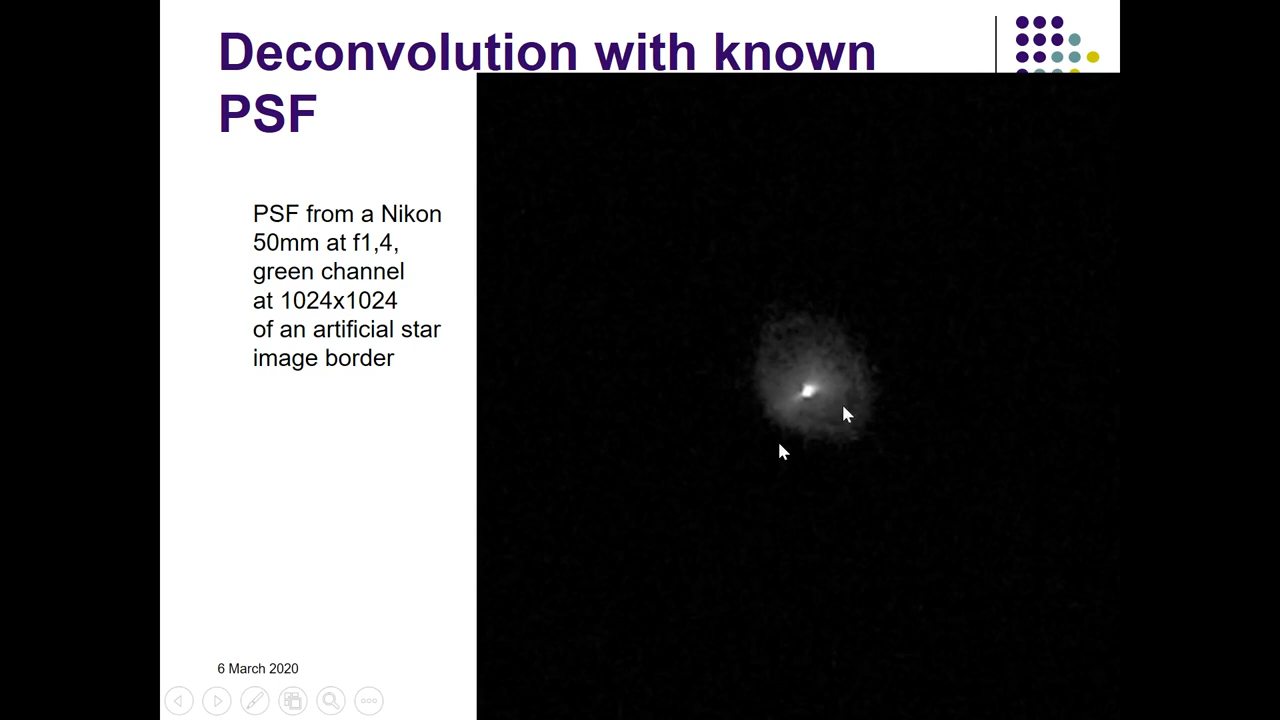 Deconvolution with known
PSF
PSF from a Nikon
50mm at f1,4,
green channel
at 1024x1024
of an artificial star
image border
6 March 2020